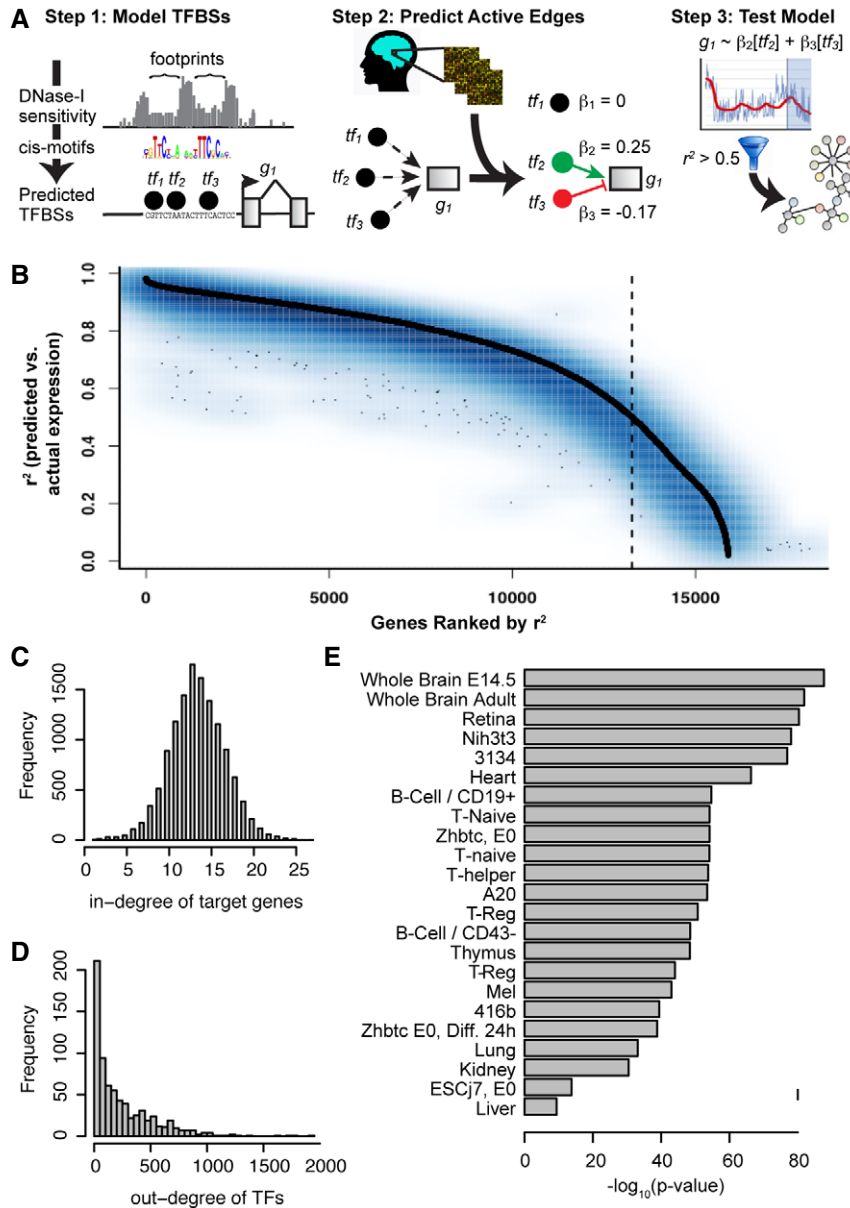 A
Step 1: Model TFBSs
Step 2: Predict Active Edges
Step 3: Test Model
footprints
DNase-I
sensitivity
cis-motifs
Predicted
TFBSs
tf1 tf2 tf3
g1
CGTTCTAATACTTTCACTCC
tf1
tf2
tf3
g1
tf1
β1 = 0
β2 = 0.25
tf2
g1
tf3
β3 = -0.17
g1 ~ β2[tf2] + β3[tf3]
r² > 0.5
B
r² (predicted vs.
actual expression)
1.0
0.8
0.6
0.4
0.2
0.0
0 5000 10000 15000
Genes Ranked by r²
C
Frequency
0 500 1000 1500
0 5 10 15 20 25
in−degree of target genes
D
Frequency
0 50 100 150 200
0 500 1000 1500 2000
out−degree of TFs
E
Whole Brain E14.5
Whole Brain Adult
Retina
Nih3t3
3134
Heart
B-Cell / CD19+
T-Naive
Zhbtc, E0
T-naive
T-helper
A20
T-Reg
B-Cell / CD43-
Thymus
T-Reg
Mel
416b
Zhbtc E0, Diff. 24h
Lung
Kidney
ESCj7, E0
Liver
0 20 40 60 80
-log10(p-value)